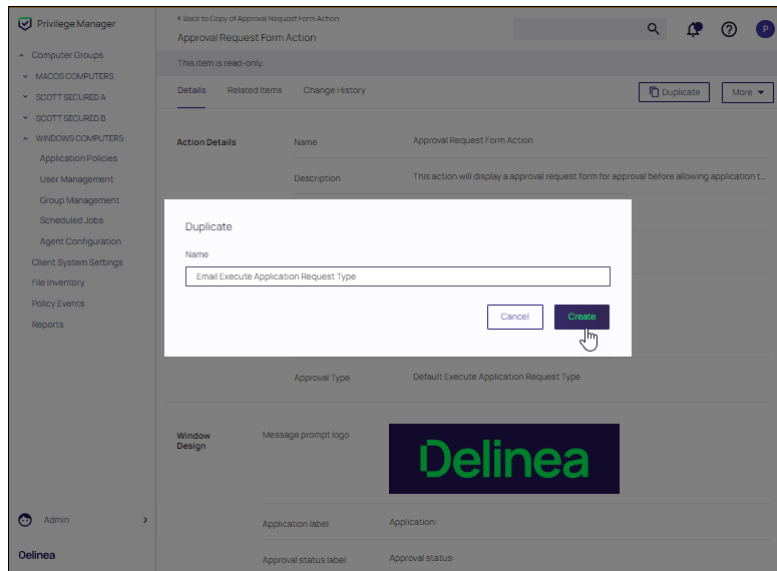 Privilege Manager
Back to Copy of Approval Request Form Action
Approval Request Form Action
P
This item is read-only.
Details
Related Items
Change History
Duplicate
More
Computer Groups
MACOS COMPUTERS
SCOTT SECURED A
SCOTT SECURED B
WINDOWS COMPUTERS
Application Policies
User Management
Group Management
Scheduled Jobs
Agent Configuration
Client System Settings
File Inventory
Policy Events
Reports
Admin
Delinea
Action Details
Name
Approval Request Form Action
Description
This action will display a approval request form for approval before allowing application t...
Duplicate
Name
Email Execute Application Request Type
Cancel
Create
Approval Type
Default Execute Application Request Type
Window
Design
Message prompt logo
Delinea
Application label
Application:
Approval status label
Approval status: